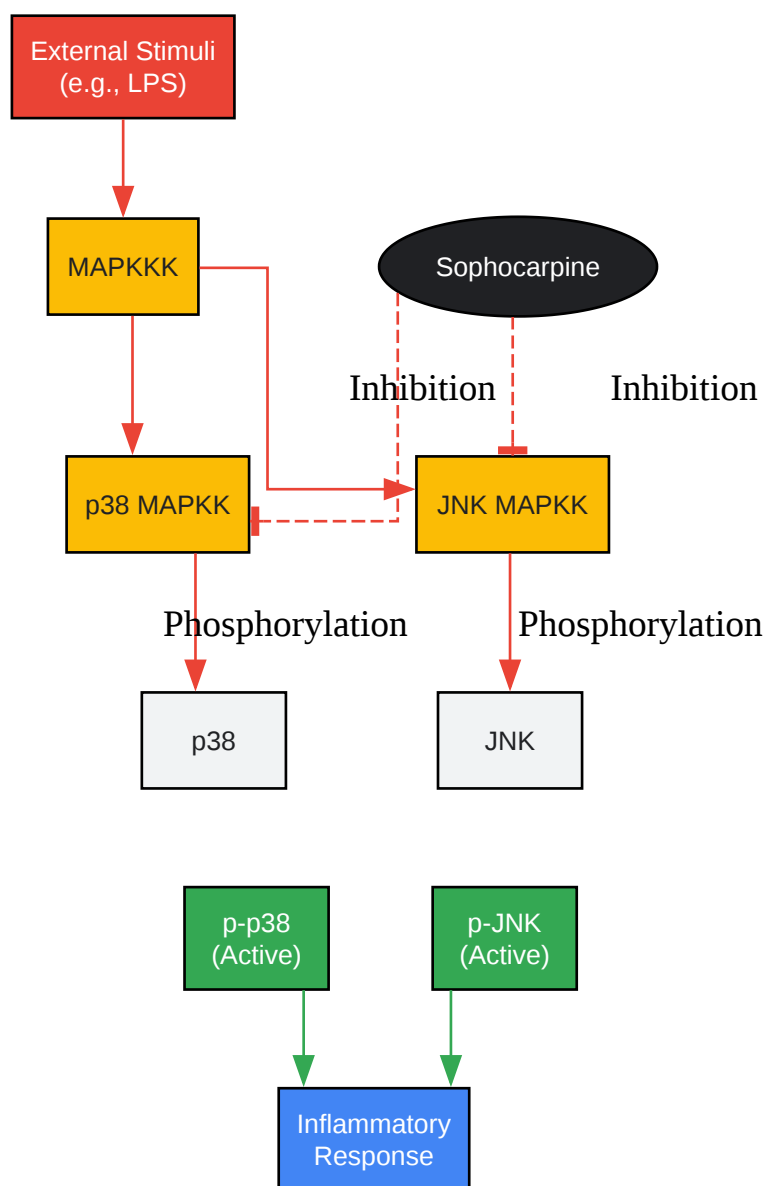 External Stimuli
(e.g., LPS)
MAPKKK
Sophocarpine
Inhibition
Inhibition
p38 MAPKK
JNK MAPKK
Phosphorylation
Phosphorylation
p38
JNK
p-p38
(Active)
p-JNK
(Active)
Inflammatory
Response